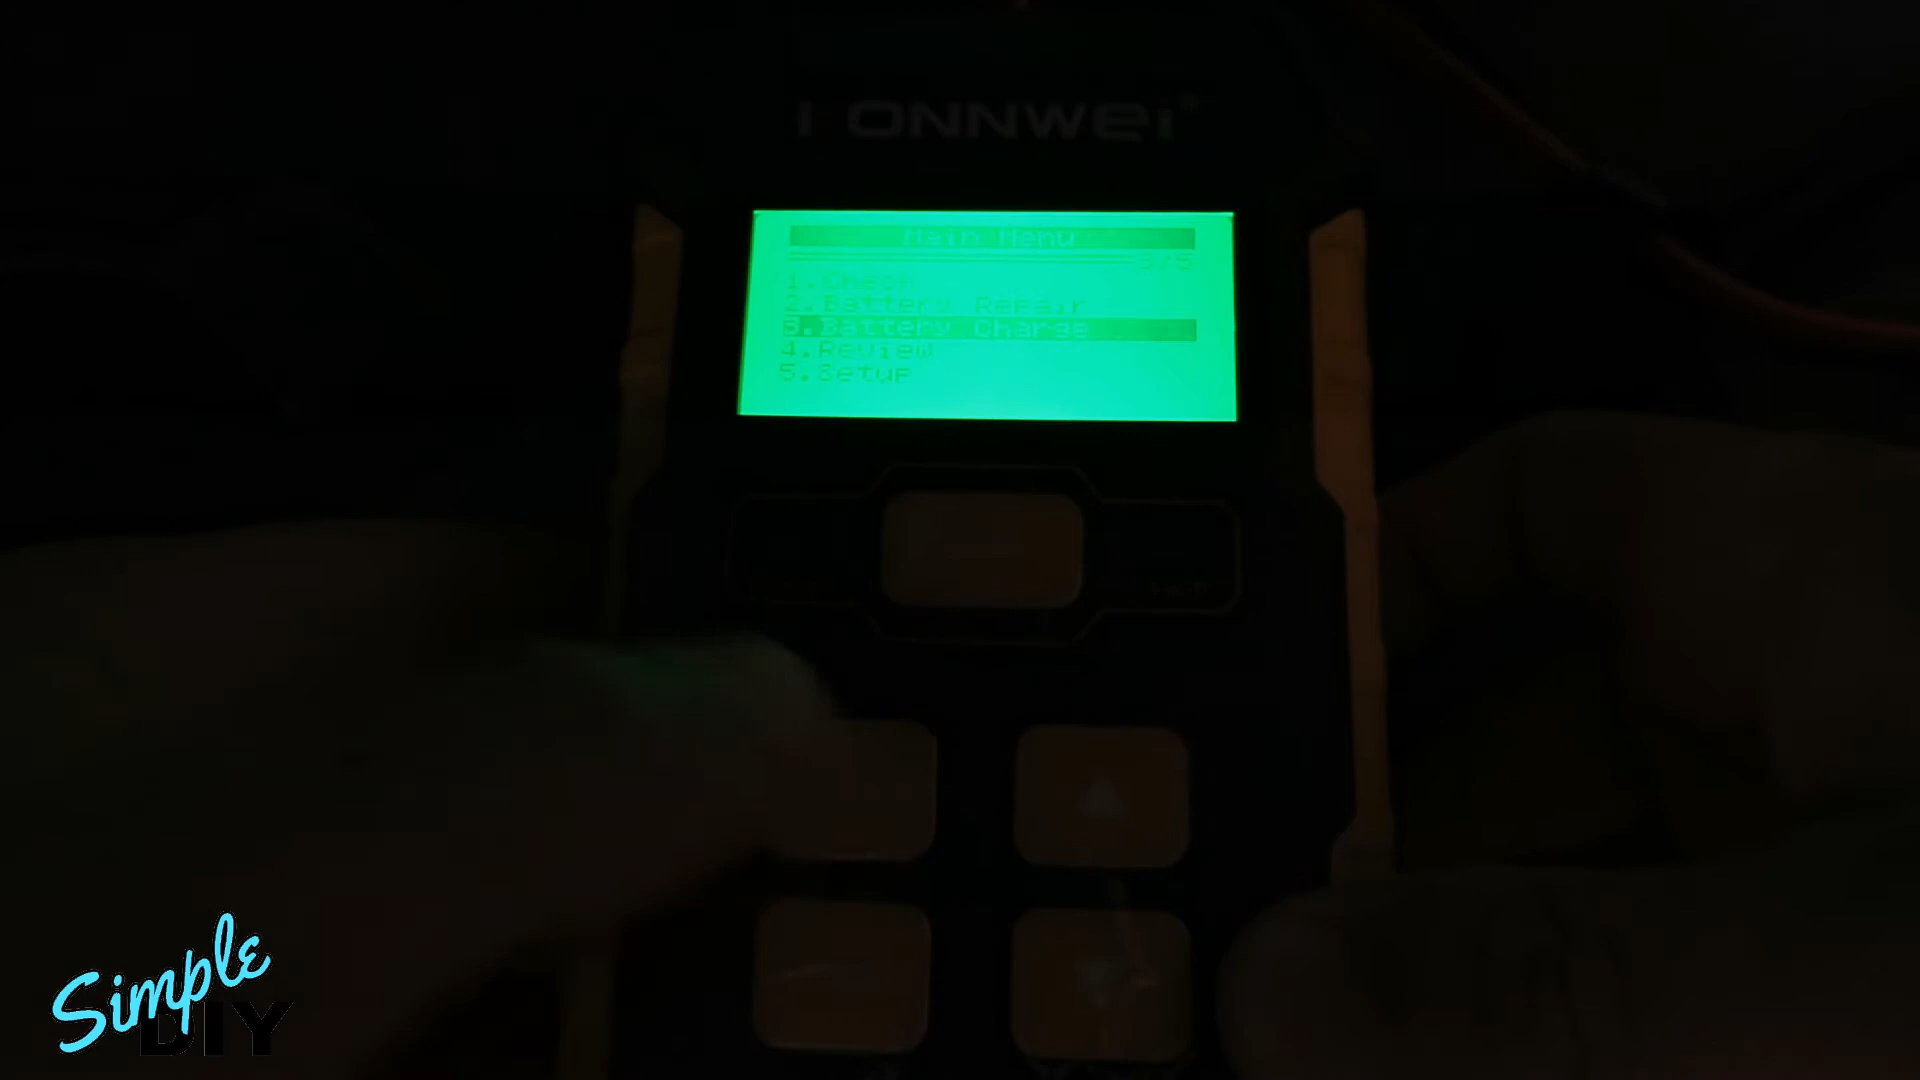 KONNWEI®
Main Menu
3/5
1.Check
2.Battery Repair
3.Battery Charge
4.Review
5.Setup
Simple
DIY